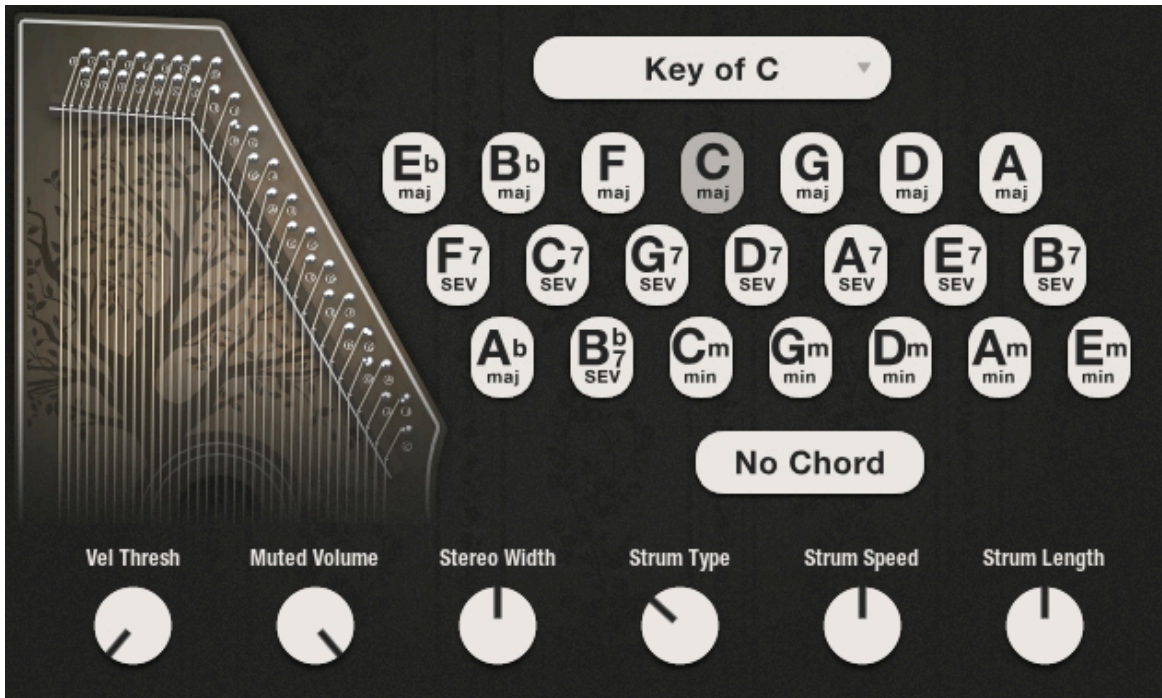 Key of C
Eb maj Bb maj F maj C maj G maj D maj A maj
F7 SEV C7 SEV G7 SEV D7 SEV A7 SEV E7 SEV B7 SEV
Ab maj Bb7 SEV Cm min Gm min Dm min Am min Em min
No Chord
Vel Thresh Muted Volume Stereo Width Strum Type Strum Speed Strum Length